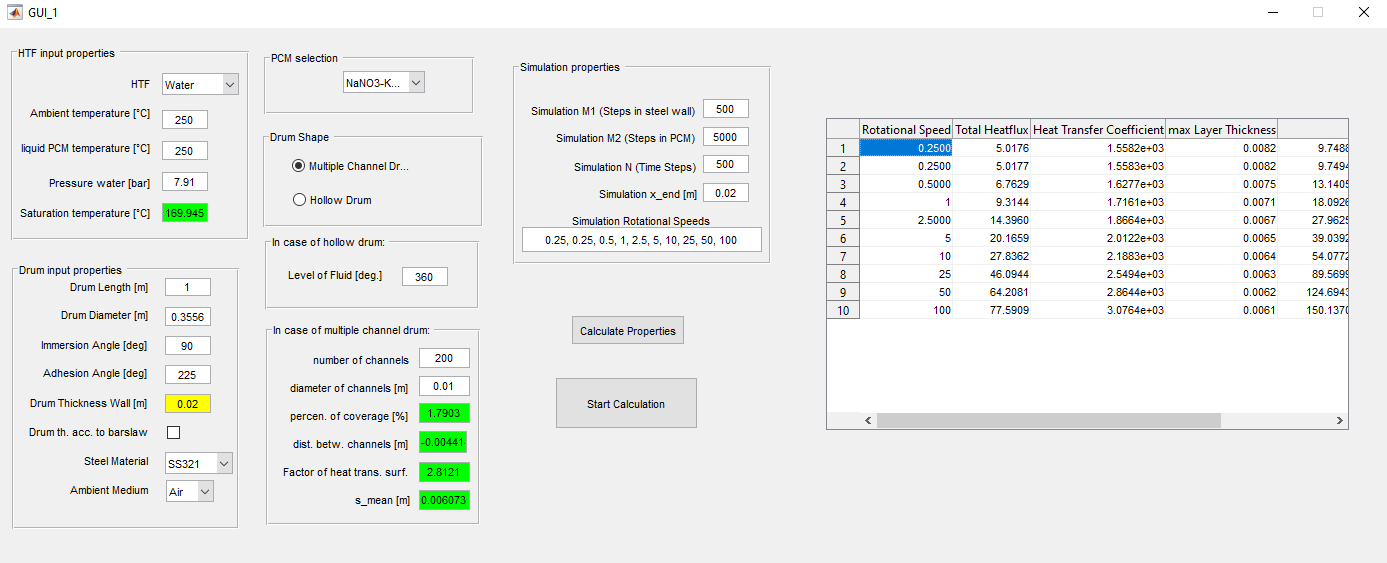 GUI_1
HTF input properties
HTF Water
Ambient temperature [°C] 250
liquid PCM temperature [°C] 250
Pressure water [bar] 7.91
Saturation temperature [°C] 169.945
Drum input properties
Drum Length [m] 1
Drum Diameter [m] 0.3556
Immersion Angle [deg] 90
Adhesion Angle [deg] 225
Drum Thickness Wall [m] 0.02
Drum th. acc. to barslaw
Steel Material SS321
Ambient Medium Air
PCM selection
NaNO3-K...
Drum Shape
Multiple Channel Dr...
Hollow Drum
In case of hollow drum:
Level of Fluid [deg.] 360
In case of multiple channel drum:
number of channels 200
diameter of channels [m] 0.01
percen. of coverage [%] 1.7903
dist. betw. channels [m] -0.00441
Factor of heat trans. surf. 2.8121
s_mean [m] 0.006073
Simulation properties
Simulation M1 (Steps in steel wall) 500
Simulation M2 (Steps in PCM) 5000
Simulation N (Time Steps) 500
Simulation x_end [m] 0.02
Simulation Rotational Speeds
0.25, 0.25, 0.5, 1, 2.5, 5, 10, 25, 50, 100
Calculate Properties
Start Calculation
Rotational Speed Total Heatflux Heat Transfer Coefficient max Layer Thickness
1 0.2500 5.0176 1.5582e+03 0.0082 9.7488
2 0.2500 5.0177 1.5583e+03 0.0082 9.7494
3 0.5000 6.7629 1.6277e+03 0.0075 13.1405
4 1 9.3144 1.7161e+03 0.0071 18.0926
5 2.5000 14.3960 1.8664e+03 0.0067 27.9625
6 5 20.1659 2.0122e+03 0.0065 39.0392
7 10 27.8362 2.1883e+03 0.0064 54.0772
8 25 46.0944 2.5494e+03 0.0063 89.5699
9 50 64.2081 2.8644e+03 0.0062 124.6943
10 100 77.5909 3.0764e+03 0.0061 150.1370